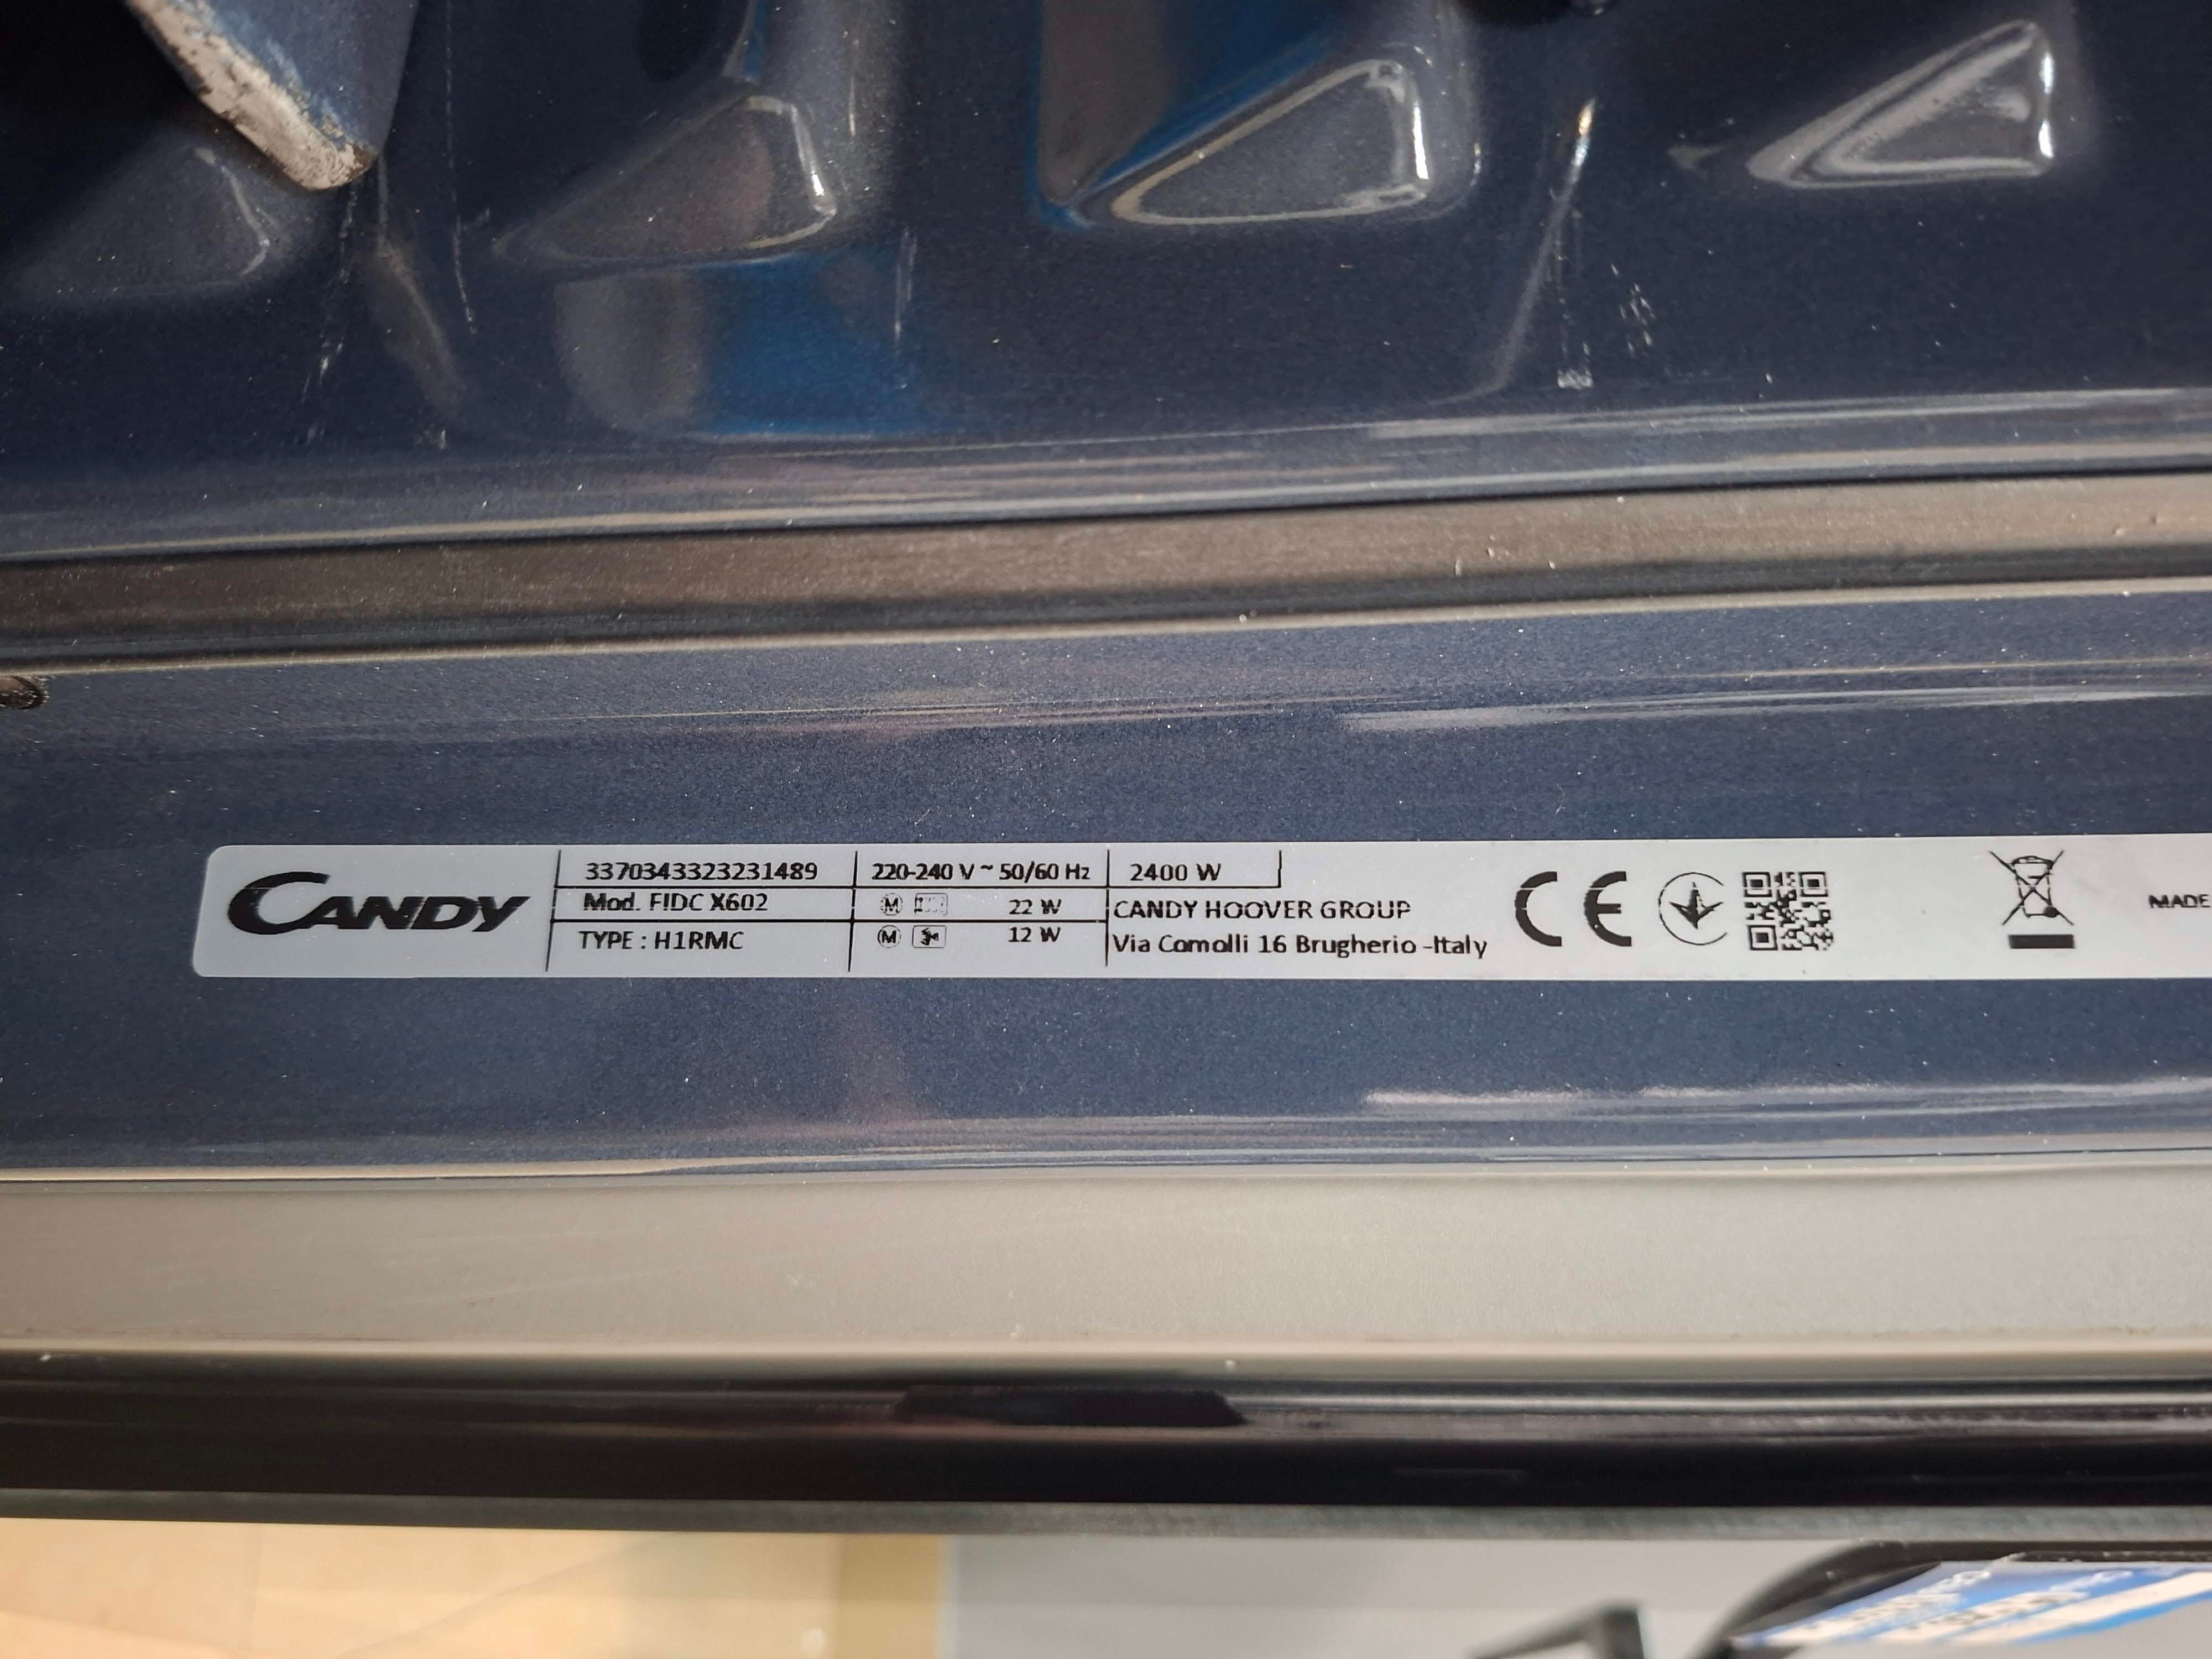 CANDY
3370343323231489
Mod. FIDC X602
TYPE : H1RMC
220-240 V ~ 50/60 Hz
M 22 W
M 12 W
2400 W
CANDY HOOVER GROUP
Via Comolli 16 Brugherio -Italy
CE
MADE